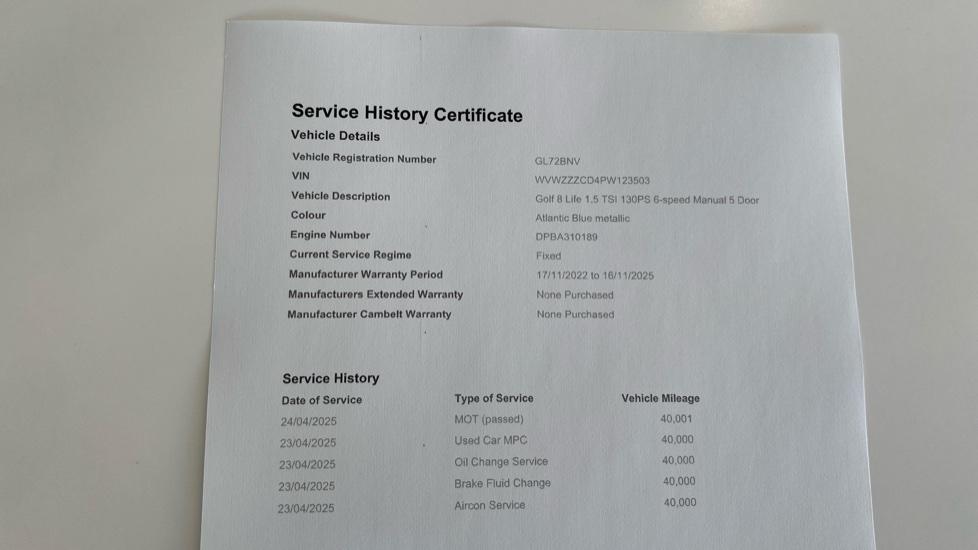 Service History Certificate
Vehicle Details
Vehicle Registration Number GL72BNV
VIN WVWZZZCD4PW123503
Vehicle Description Golf 8 Life 1.5 TSI 130PS 6-speed Manual 5 Door
Colour Atlantic Blue metallic
Engine Number DPBA310189
Current Service Regime Fixed
Manufacturer Warranty Period 17/11/2022 to 16/11/2025
Manufacturers Extended Warranty None Purchased
Manufacturer Cambelt Warranty None Purchased
Service History
Date of Service Type of Service Vehicle Mileage
24/04/2025 MOT (passed) 40,001
23/04/2025 Used Car MPC 40,000
23/04/2025 Oil Change Service 40,000
23/04/2025 Brake Fluid Change 40,000
23/04/2025 Aircon Service 40,000